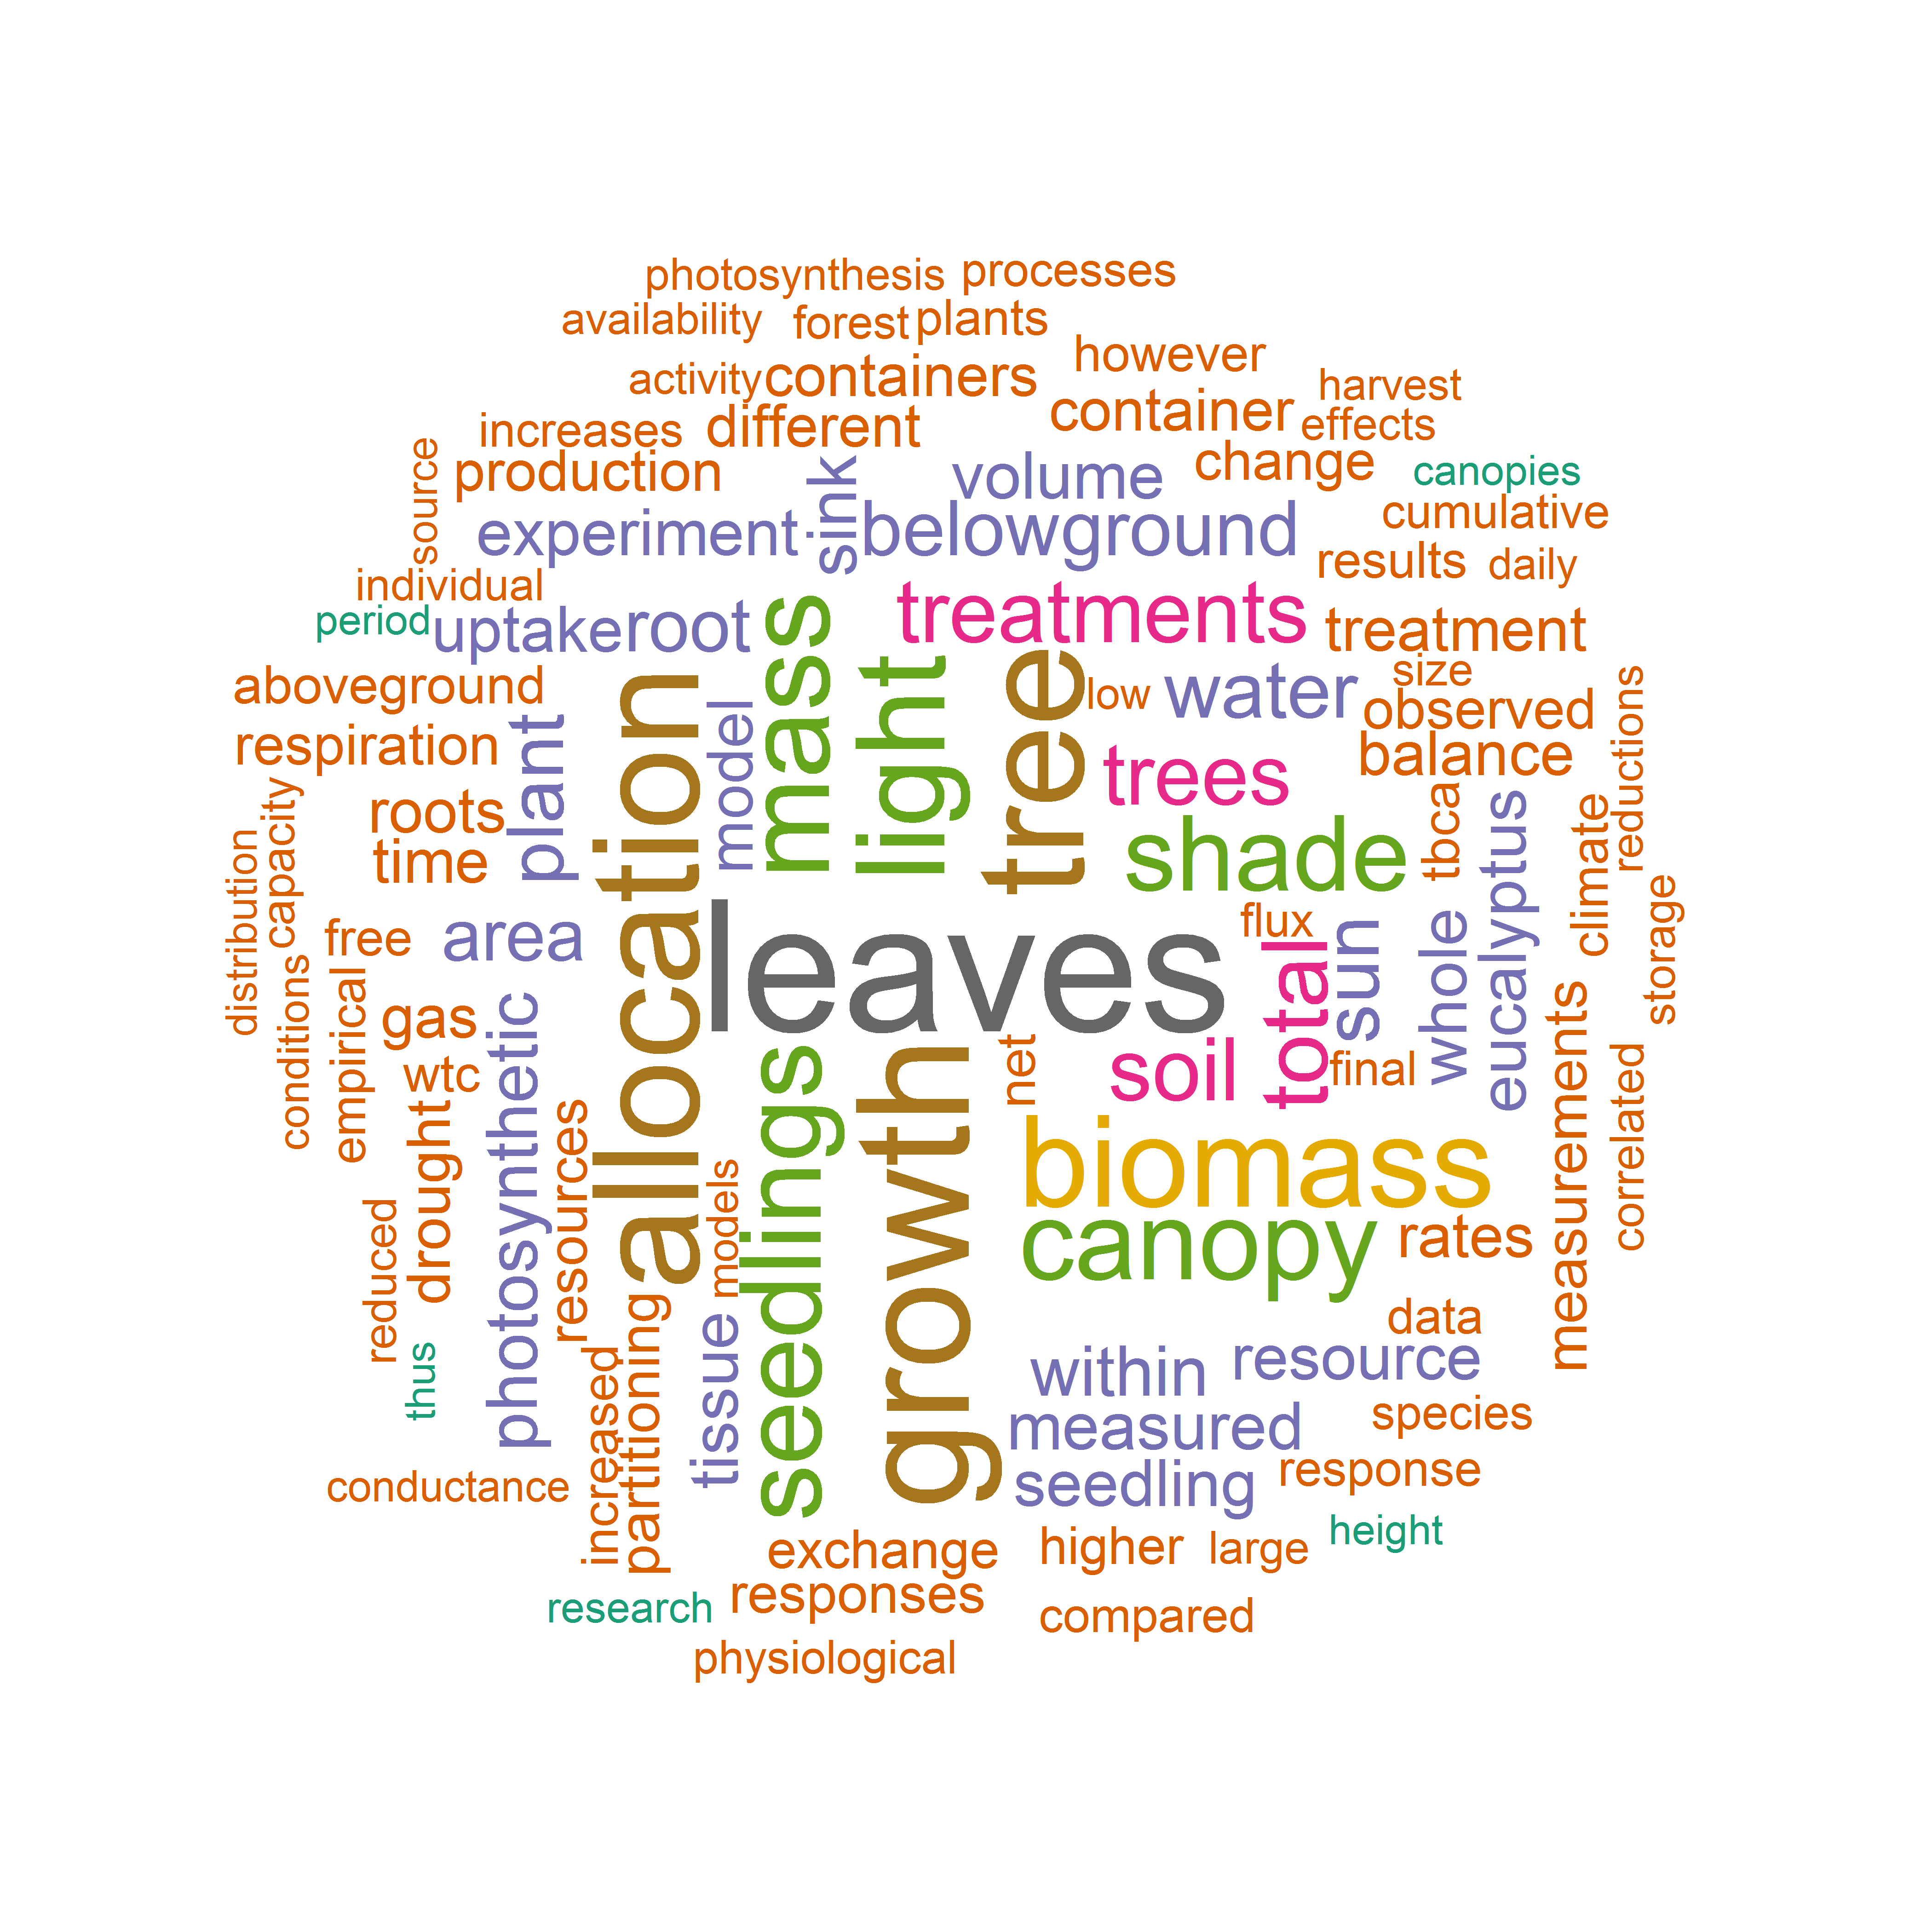 photosynthesis
processes
availability
forest
plants
however
activity
containers
harvest
different
container
effects
increases
source
production
sink
volume
change
canopies
cumulative
experiment
belowground
results
daily
individual
period
uptake
root
mass
treatments
treatment
light
tree
low
water
size
observed
reductions
aboveground
respiration
plant
allocation
model
trees
balance
roots
time
shade
tbca
eucalyptus
climate
distribution
capacity
free
area
leaves
flux
total
sun
whole
storage
conditions
empirical
gas
wtc
photosynthetic
net
soil
final
measurements
correlated
drought
resources
models
seedlings
growth
biomass
canopy
rates
reduced
thus
data
partitioning
increased
tissue
within
resource
measured
species
conductance
seedling
response
exchange
higher
large
height
research
responses
compared
physiological